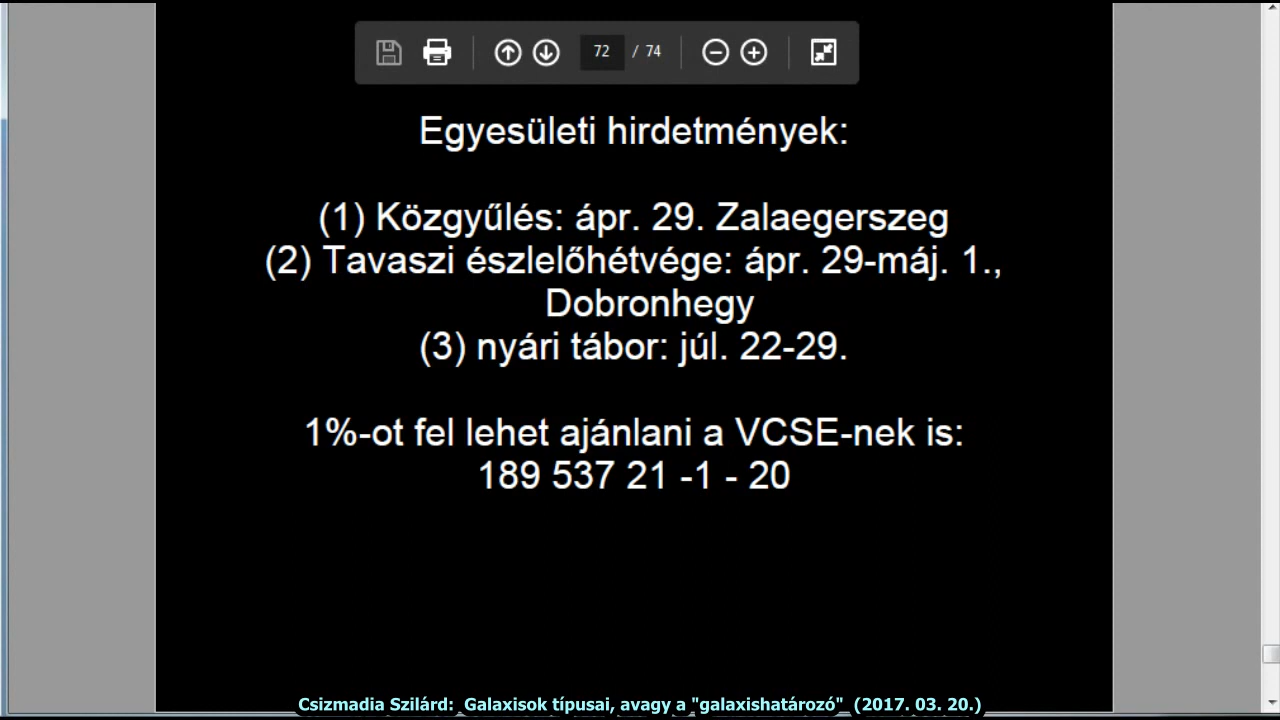 72 / 74
Egyesületi hirdetmények:
(1) Közgyűlés: ápr. 29. Zalaegerszeg
(2) Tavaszi észlelőhétvége: ápr. 29-máj. 1.,
Dobronhegy
(3) nyári tábor: júl. 22-29.
1%-ot fel lehet ajánlani a VCSE-nek is:
189 537 21 -1 - 20
Csizmadia Szilárd:  Galaxisok típusai, avagy a "galaxishatározó"  (2017. 03. 20.)